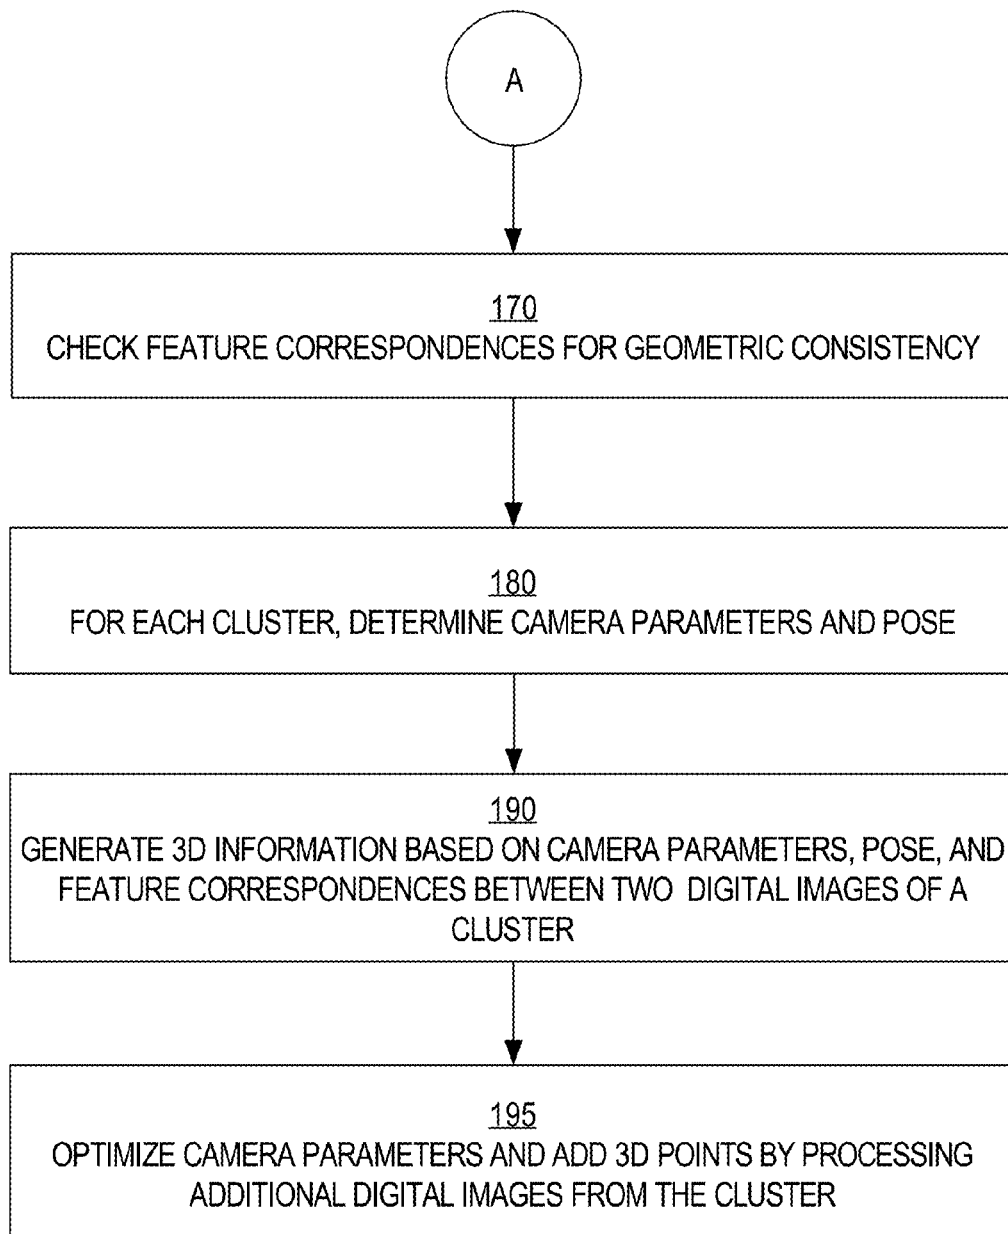 A
170
CHECK FEATURE CORRESPONDENCES FOR GEOMETRIC CONSISTENCY
180
FOR EACH CLUSTER, DETERMINE CAMERA PARAMETERS AND POSE
190
GENERATE 3D INFORMATION BASED ON CAMERA PARAMETERS, POSE, AND
FEATURE CORRESPONDENCES BETWEEN TWO DIGITAL IMAGES OF A
CLUSTER
195
OPTIMIZE CAMERA PARAMETERS AND ADD 3D POINTS BY PROCESSING
ADDITIONAL DIGITAL IMAGES FROM THE CLUSTER